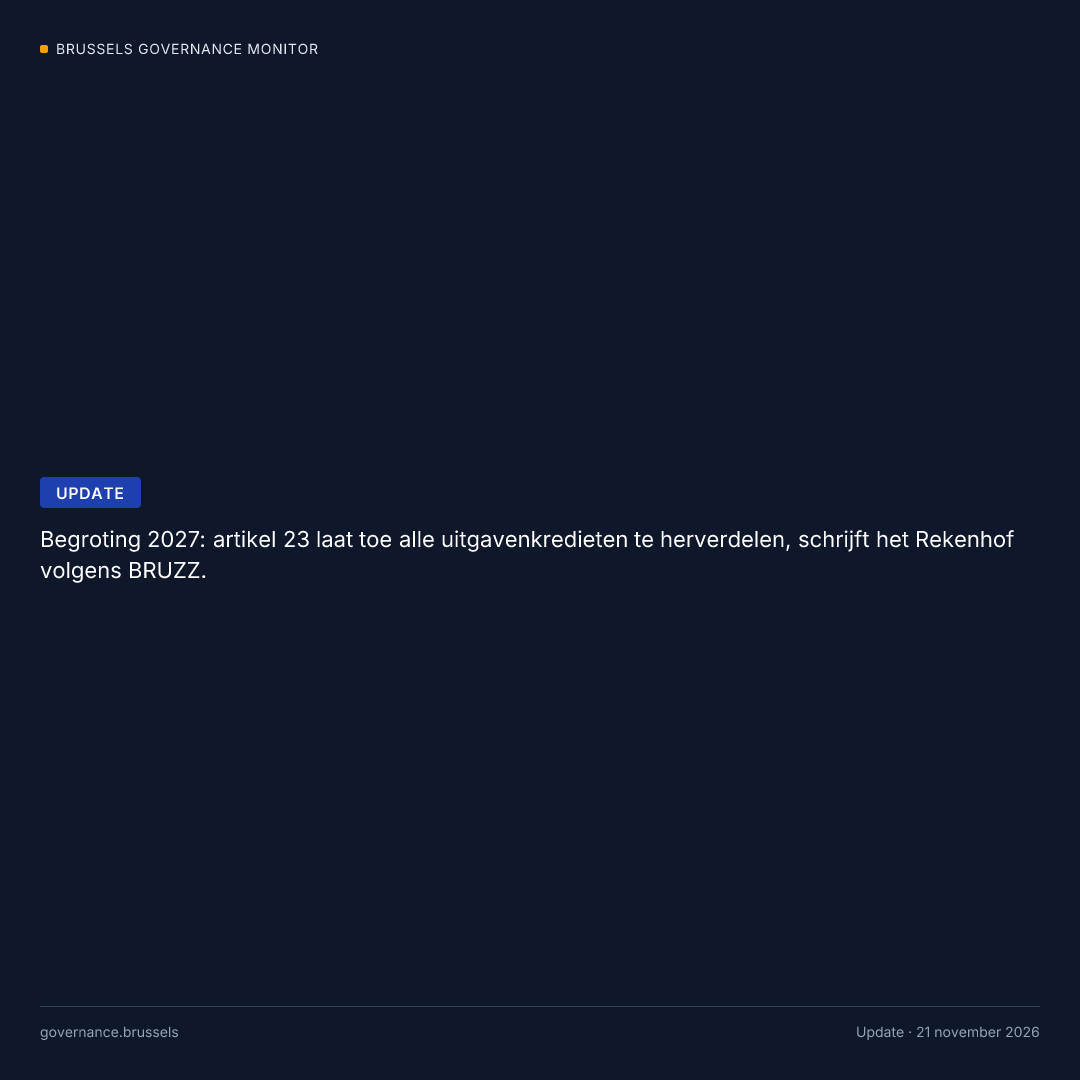 BRUSSELS GOVERNANCE MONITOR
UPDATE
Begroting 2027: artikel 23 laat toe alle uitgavenkredieten te herverdelen, schrijft het Rekenhof
volgens BRUZZ.
governance.brussels
Update · 21 november 2026